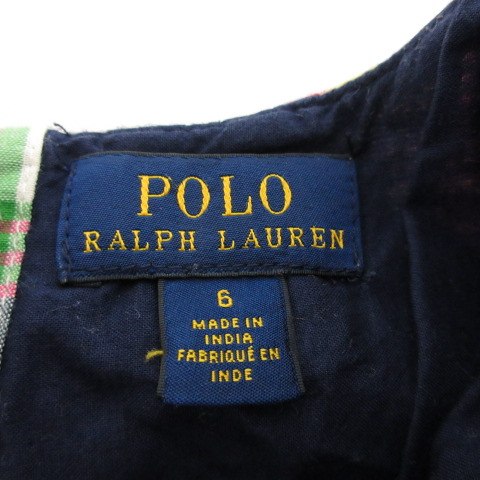 POLO
RALPH LAUREN
6
MADE IN
INDIA
FABRIQUÉ EN
INDE